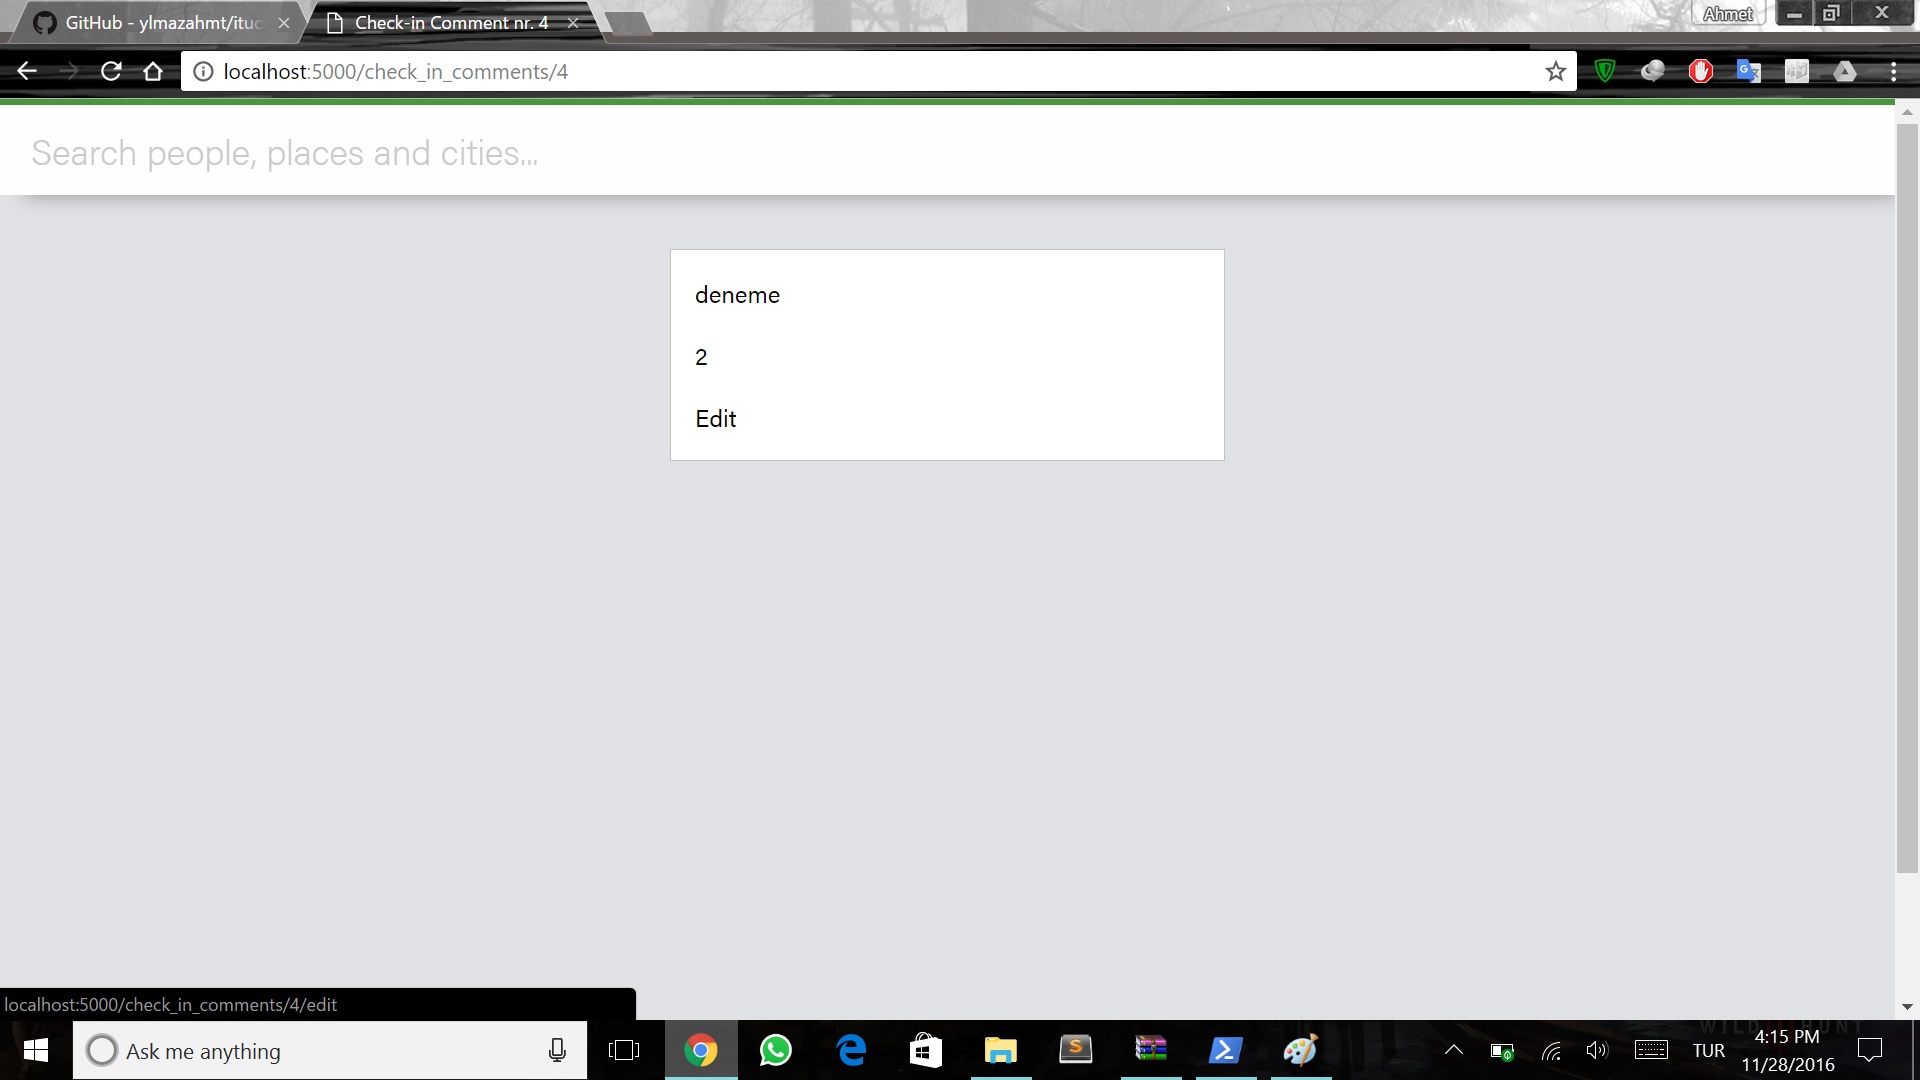 GitHub - ylmazahmt/ituc
Check-in Comment nr. 4
Ahmet
localhost:5000/check_in_comments/4
Search people, places and cities...
deneme
2
Edit
localhost:5000/check_in_comments/4/edit
Ask me anything
TUR
4:15 PM
11/28/2016